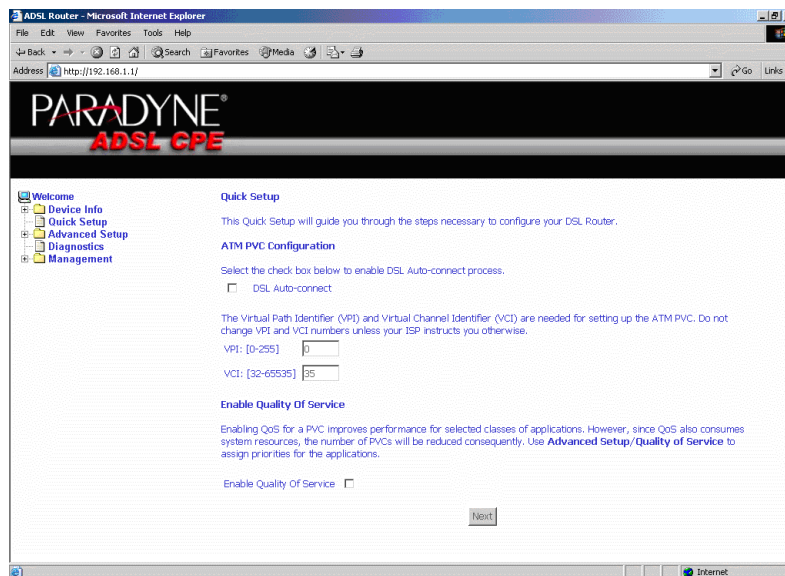 ADSL Router - Microsoft Internet Explorer
File Edit View Favorites Tools Help
Back Search Favorites Media
Address http://192.168.1.1/ Go Links
PARADYNE®
ADSL CPE
Welcome
Device Info
Quick Setup
Advanced Setup
Diagnostics
Management
Quick Setup
This Quick Setup will guide you through the steps necessary to configure your DSL Router.
ATM PVC Configuration
Select the check box below to enable DSL Auto-connect process.
DSL Auto-connect
The Virtual Path Identifier (VPI) and Virtual Channel Identifier (VCI) are needed for setting up the ATM PVC. Do not
change VPI and VCI numbers unless your ISP instructs you otherwise.
VPI: [0-255] 0
VCI: [32-65535] 35
Enable Quality Of Service
Enabling QoS for a PVC improves performance for selected classes of applications. However, since QoS also consumes
system resources, the number of PVCs will be reduced consequently. Use Advanced Setup/Quality of Service to
assign priorities for the applications.
Enable Quality Of Service
Next
Internet